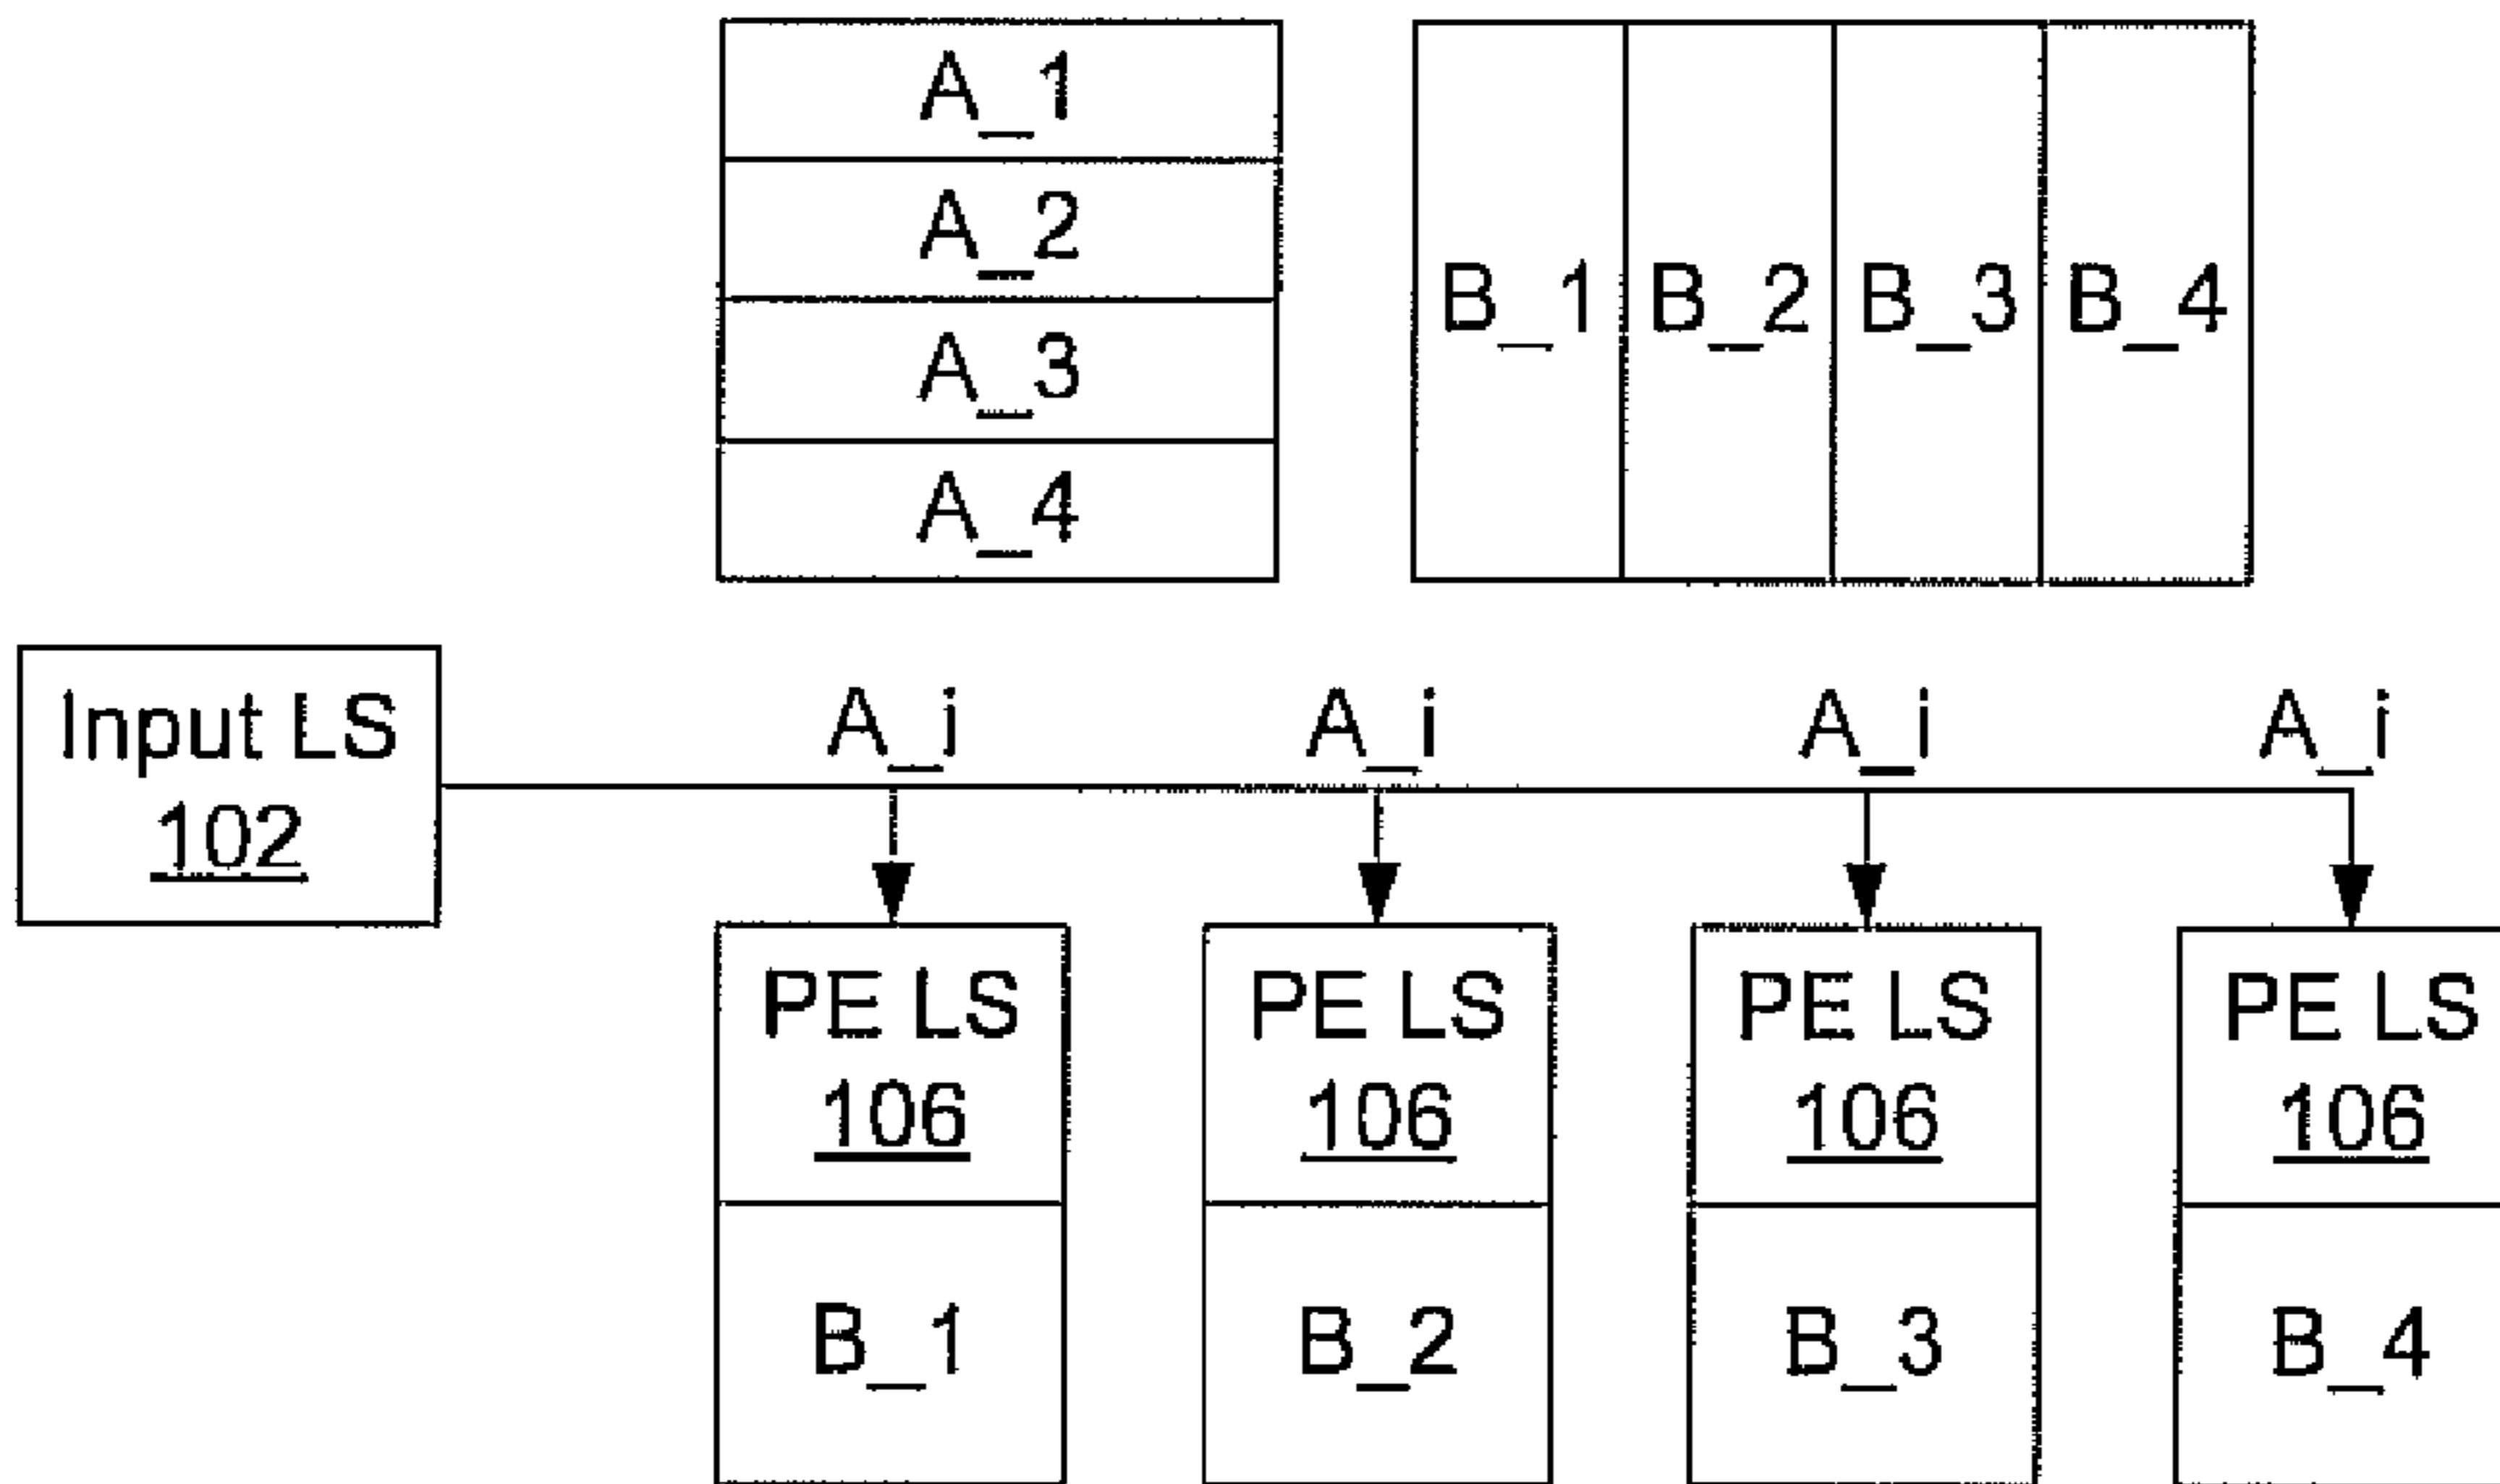 A_1
A_2
A_3
A_4
B_1 B_2 B_3 B_4
Input LS
102
A_i A_i A_i A_i
PE LS PE LS PE LS PE LS
106 106 106 106
B_1 B_2 B_3 B_4